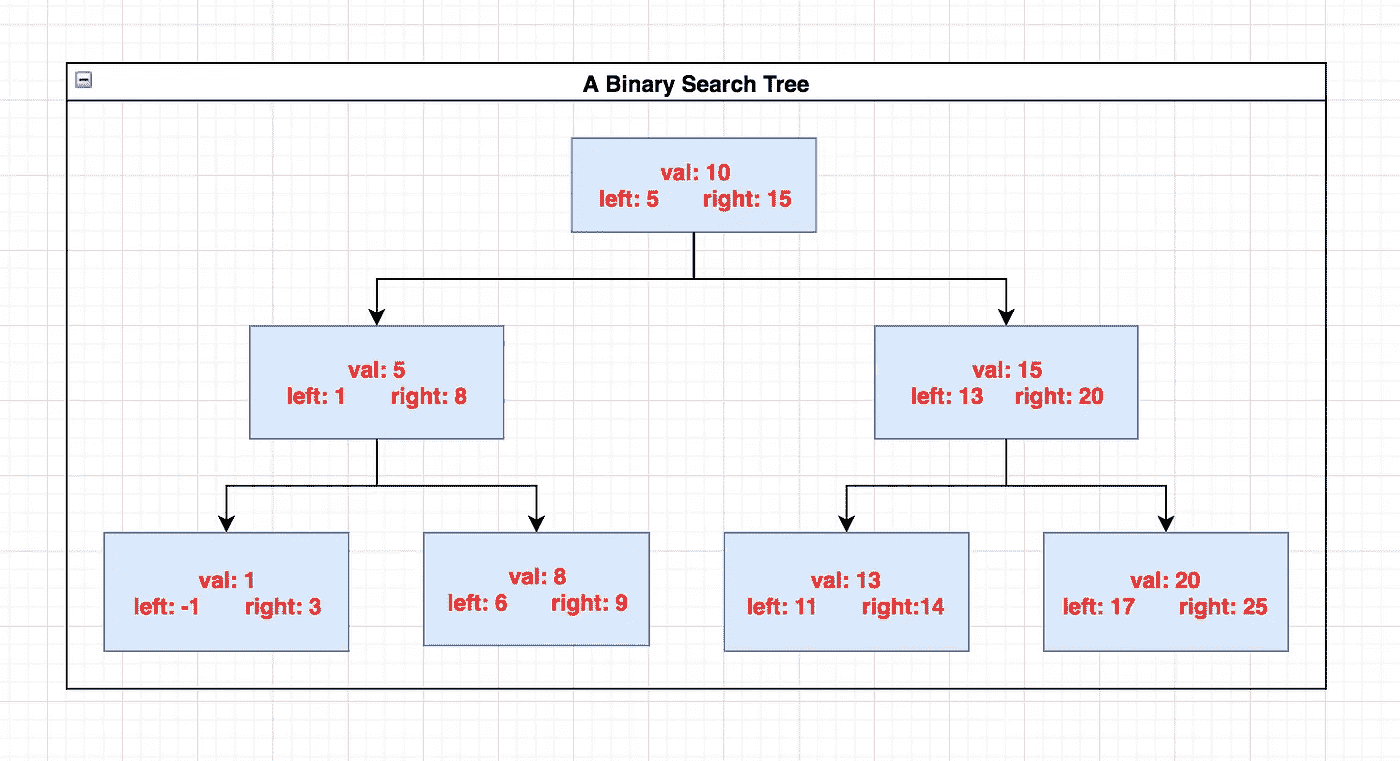 A Binary Search Tree
val: 10
left: 5 right: 15
val: 5
left: 1 right: 8
val: 15
left: 13 right: 20
val: 1
left: -1 right: 3
val: 8
left: 6 right: 9
val: 13
left: 11 right:14
val: 20
left: 17 right: 25